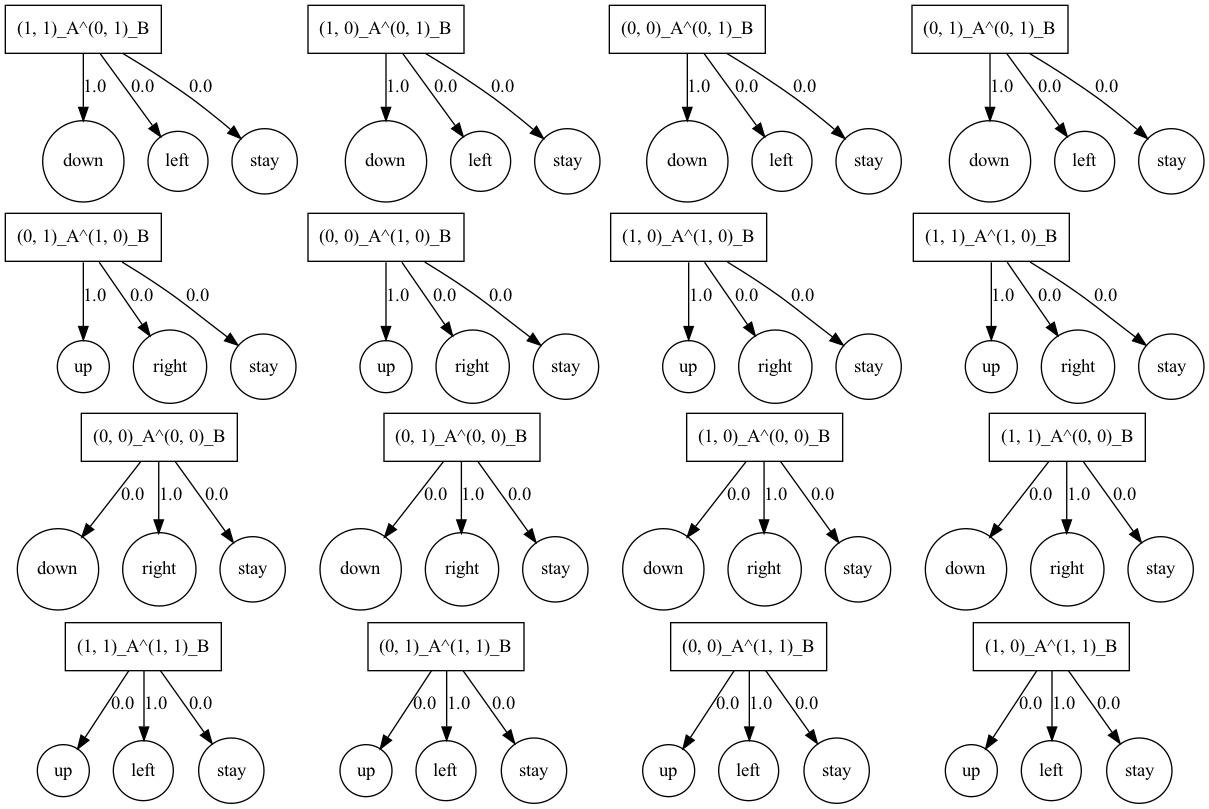 (1, 1)_A^(0, 1)_B (1, 0)_A^(0, 1)_B (0, 0)_A^(0, 1)_B (0, 1)_A^(0, 1)_B
1.0 0.0 0.0 1.0 0.0 0.0 1.0 0.0 0.0 1.0 0.0 0.0
down left stay down left stay down left stay down left stay
(0, 1)_A^(1, 0)_B (0, 0)_A^(1, 0)_B (1, 0)_A^(1, 0)_B (1, 1)_A^(1, 0)_B
1.0 0.0 0.0 1.0 0.0 0.0 1.0 0.0 0.0 1.0 0.0 0.0
up right stay up right stay up right stay up right stay
(0, 0)_A^(0, 0)_B (0, 1)_A^(0, 0)_B (1, 0)_A^(0, 0)_B (1, 1)_A^(0, 0)_B
0.0 1.0 0.0 0.0 1.0 0.0 0.0 1.0 0.0 0.0 1.0 0.0
down right stay down right stay down right stay down right stay
(1, 1)_A^(1, 1)_B (0, 1)_A^(1, 1)_B (0, 0)_A^(1, 1)_B (1, 0)_A^(1, 1)_B
0.0 1.0 0.0 0.0 1.0 0.0 0.0 1.0 0.0 0.0 1.0 0.0
up left stay up left stay up left stay up left stay